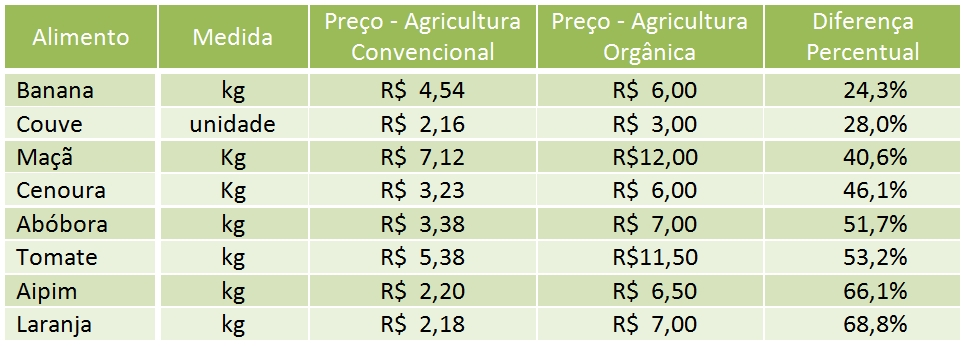 Alimento Medida Preço - Agricultura Convencional Preço - Agricultura Orgânica Diferença Percentual
Banana kg R$ 4,54 R$ 6,00 24,3%
Couve unidade R$ 2,16 R$ 3,00 28,0%
Maçã Kg R$ 7,12 R$12,00 40,6%
Cenoura Kg R$ 3,23 R$ 6,00 46,1%
Abóbora kg R$ 3,38 R$ 7,00 51,7%
Tomate kg R$ 5,38 R$11,50 53,2%
Aipim kg R$ 2,20 R$ 6,50 66,1%
Laranja kg R$ 2,18 R$ 7,00 68,8%